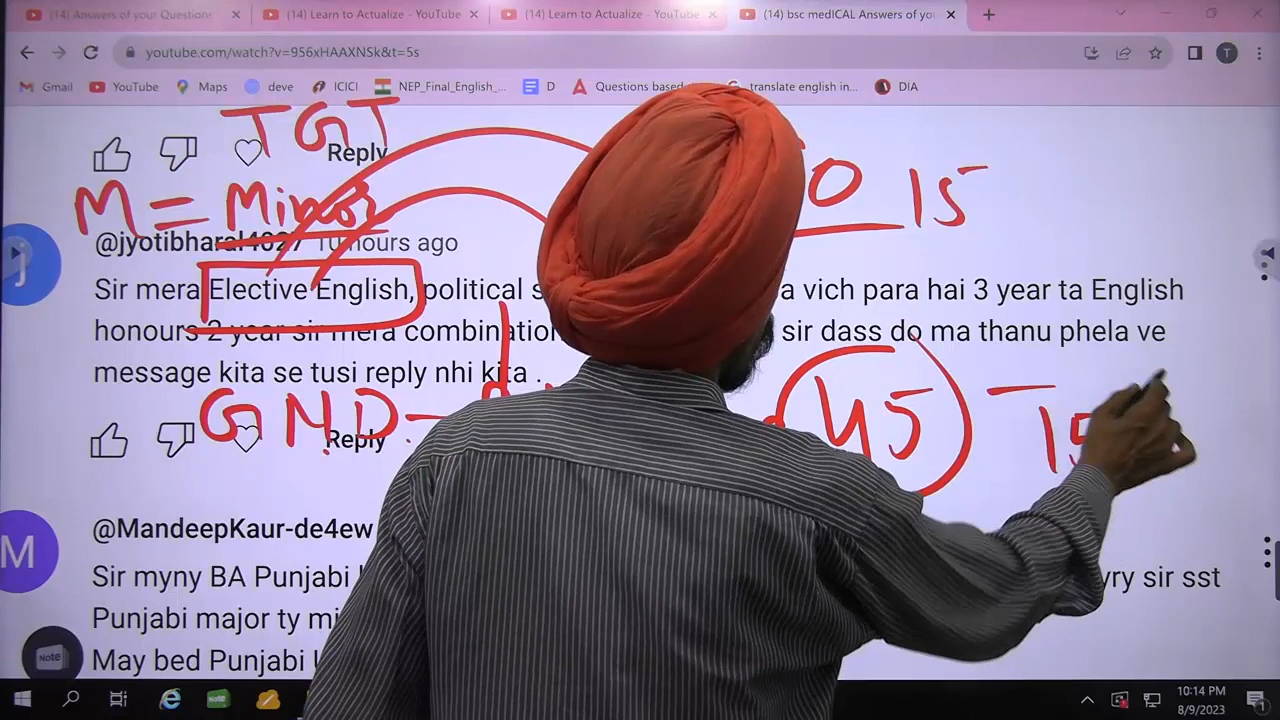 (14) Answers of your Questions
(14) Learn to Actualize - YouTube
(14) Learn to Actualize - YouTube
(14) bsc medICAL Answers of you
youtube.com/watch?v=956xHAAXNSk&t=5s
T
Gmail
YouTube
Maps
deve
ICICI
NEP_Final_English_...
D
Questions based
translate english in...
DIA
TGT
Reply
M = Minor
15
@jyotibharal4027 10 hours ago
j
Sir mera Elective English, political s a vich para hai 3 year ta English
honours 2 year sir mera combination sir dass do ma thanu phela ve
message kita se tusi reply nhi kita .
GND
45
15
Reply
@MandeepKaur-de4ew
M
Sir myny BA Punjabi yry sir sst
Punjabi major ty mi
May bed Punjabi
Note
10:14 PM
8/9/2023
1